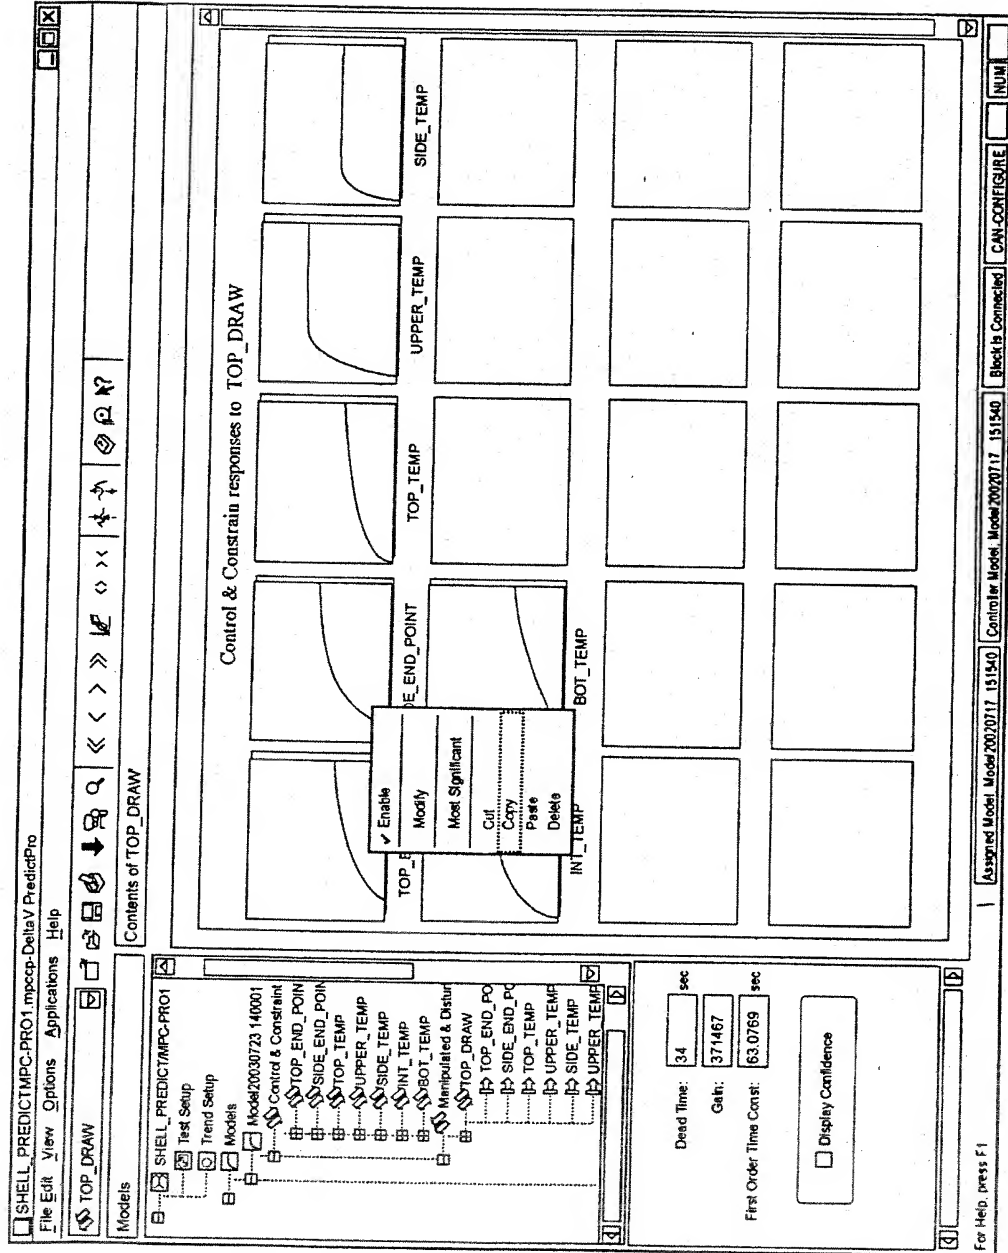 SHELL_PREDICTMPC-PRO1.mpccp-DeltaV PredictPro
File Edit View Options Applications Help
TOP_DRAW
Models
Contents of TOP_DRAW
SHELL_PREDICT/MPC-PRO1
Test Setup
Trend Setup
Models
Model20030723 140001
Control & Constraint
TOP_END_POIN
SIDE_END_POIN
TOP_TEMP
UPPER_TEMP
SIDE_TEMP
INT_TEMP
BOT_TEMP
Manipulated & Distur
TOP_DRAW
TOP_END_PO
SIDE_END_PO
TOP_TEMP
UPPER_TEMP
SIDE_TEMP
UPPER_TEMP
Dead Time: 34 sec
Gain: 371467
First Order Time Const: 63.0769 sec
Display Confidence
Control & Constrain responses to TOP_DRAW
TOP_E
DE_END_POINT
TOP_TEMP
UPPER_TEMP
SIDE_TEMP
✓ Enable
Modify
Most Significant
Cut
Copy
Paste
Delete
INT_TEMP
BOT_TEMP
For Help, press F1
Assigned Model, Model20020717 151540
Controller Model, Model20020717 151540
Block is Connected
CAN-CONFIGURE
NUM